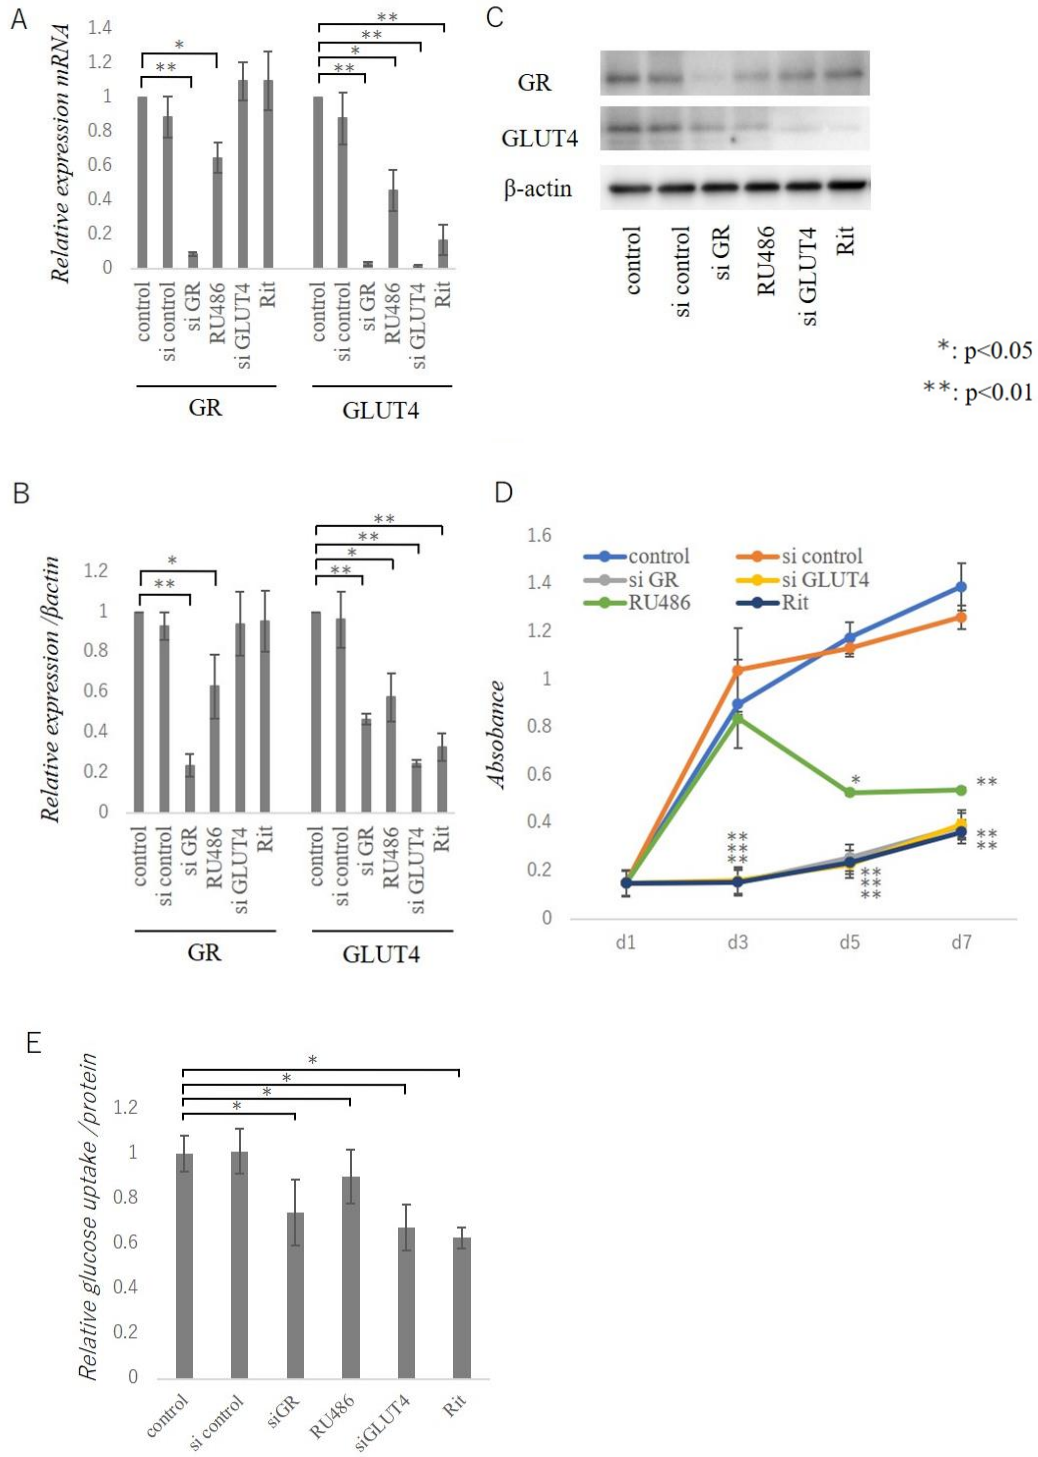 A
Relative expression mRNA
1.4
1.2
1
0.8
0.6
0.4
0.2
0
*
**
**
**
*
**
control
si control
si GR
RU486
si GLUT4
Rit
control
si control
si GR
RU486
si GLUT4
Rit
GR
GLUT4
C
GR
GLUT4
β-actin
control
si control
si GR
RU486
si GLUT4
Rit
*: p<0.05
**: p<0.01
B
Relative expression /βactin
1.2
1
0.8
0.6
0.4
0.2
0
*
**
**
**
*
**
control
si control
si GR
RU486
si GLUT4
Rit
control
si control
si GR
RU486
si GLUT4
Rit
GR
GLUT4
D
Absobance
1.6
1.4
1.2
1
0.8
0.6
0.4
0.2
0
control
si control
si GR
si GLUT4
RU486
Rit
**
**
**
*
**
**
**
**
**
**
d1
d3
d5
d7
E
Relative glucose uptake /protein
1.2
1
0.8
0.6
0.4
0.2
0
*
*
*
*
control
si control
siGR
RU486
siGLUT4
Rit